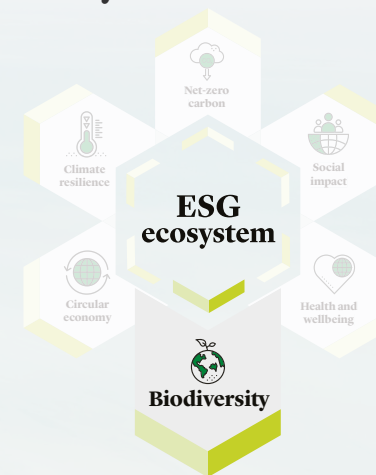 Net-zero
carbon
Climate
resilience
Social
impact
ESG
ecosystem
Circular
economy
Health and
wellbeing
Biodiversity